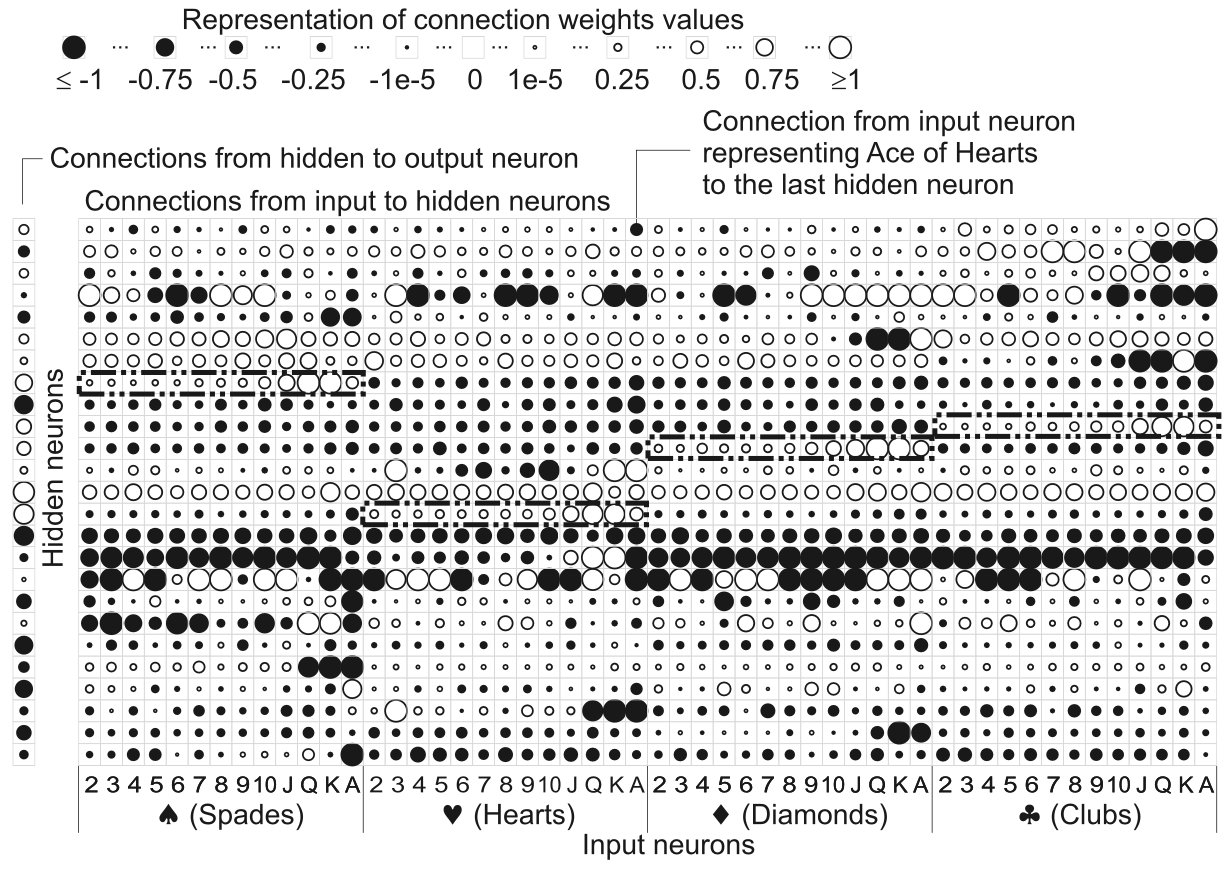 Representation of connection weights values
... ... ... ... ... ... ... ... ... ...
≤ -1 -0.75 -0.5 -0.25 -1e-5 0 1e-5 0.25 0.5 0.75 ≥1
Connection from input neuron
representing Ace of Hearts
to the last hidden neuron
Connections from hidden to output neuron
Connections from input to hidden neurons
Hidden neurons
2 3 4 5 6 7 8 9 10 J Q K A 2 3 4 5 6 7 8 9 10 J Q K A 2 3 4 5 6 7 8 9 10 J Q K A 2 3 4 5 6 7 8 9 10 J Q K A
♠ (Spades) ♥ (Hearts) ♦ (Diamonds) ♣ (Clubs)
Input neurons